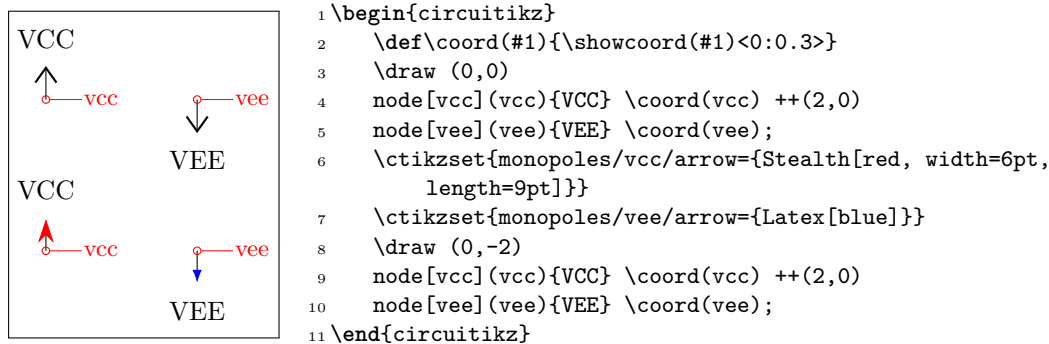 VCC
vcc
vee
VEE
VCC
vcc
vee
VEE
1 \begin{circuitikz}
2     \def\coord(#1){\showcoord(#1)<0:0.3>}
3     \draw (0,0)
4     node[vcc](vcc){VCC} \coord(vcc) ++(2,0)
5     node[vee](vee){VEE} \coord(vee);
6     \ctikzset{monopoles/vcc/arrow={Stealth[red, width=6pt,
length=9pt]}}
7     \ctikzset{monopoles/vee/arrow={Latex[blue]}}
8     \draw (0,-2)
9     node[vcc](vcc){VCC} \coord(vcc) ++(2,0)
10     node[vee](vee){VEE} \coord(vee);
11 \end{circuitikz}